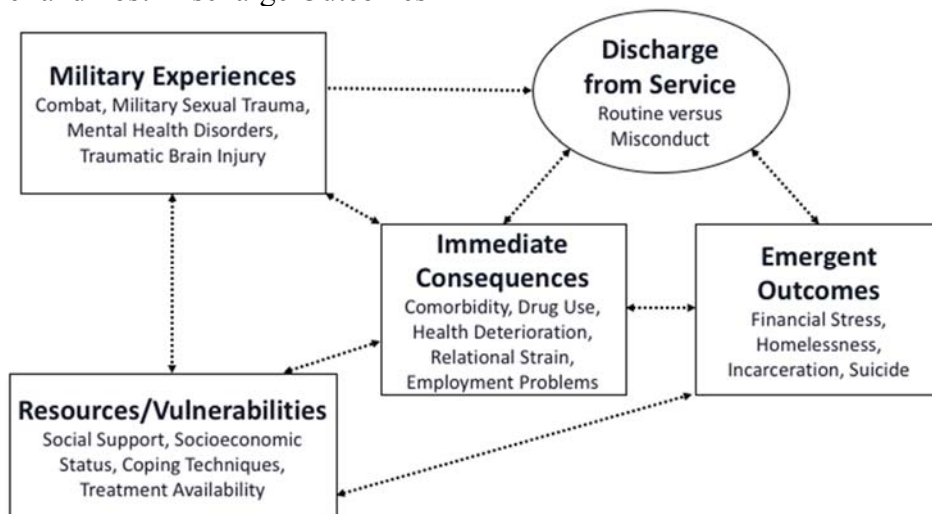 Military Experiences
Combat, Military Sexual Trauma,
Mental Health Disorders,
Traumatic Brain Injury
Discharge
from Service
Routine versus
Misconduct
Immediate
Consequences
Comorbidity, Drug Use,
Health Deterioration,
Relational Strain,
Employment Problems
Emergent
Outcomes
Financial Stress,
Homelessness,
Incarceration, Suicide
Resources/Vulnerabilities
Social Support, Socioeconomic
Status, Coping Techniques,
Treatment Availability